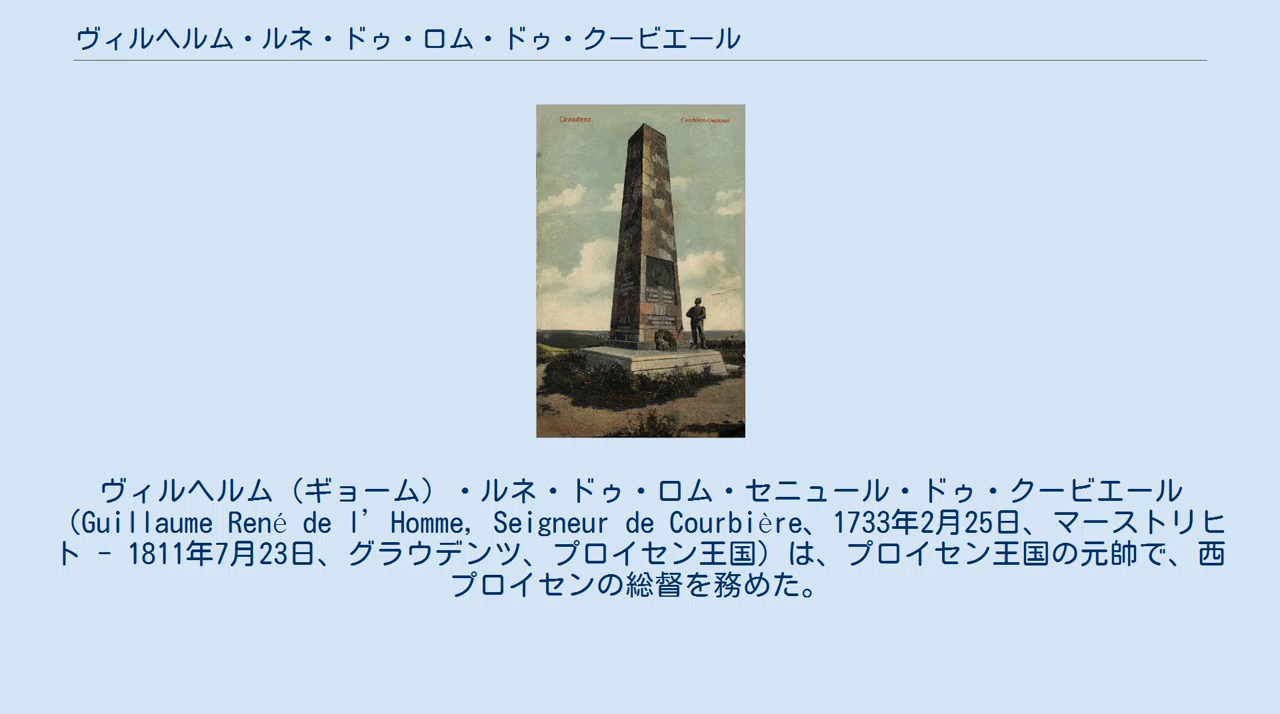 ヴィルヘルム・ルネ・ドゥ・ロム・ドゥ・クービエール
Graudenz.
Courbière-Denkmal
ヴィルヘルム（ギョーム）・ルネ・ドゥ・ロム・セニュール・ドゥ・クービエール
（Guillaume René de l’Homme, Seigneur de Courbière、1733年2月25日、マーストリヒ
ト - 1811年7月23日、グラウデンツ、プロイセン王国）は、プロイセン王国の元帥で、西
プロイセンの総督を務めた。